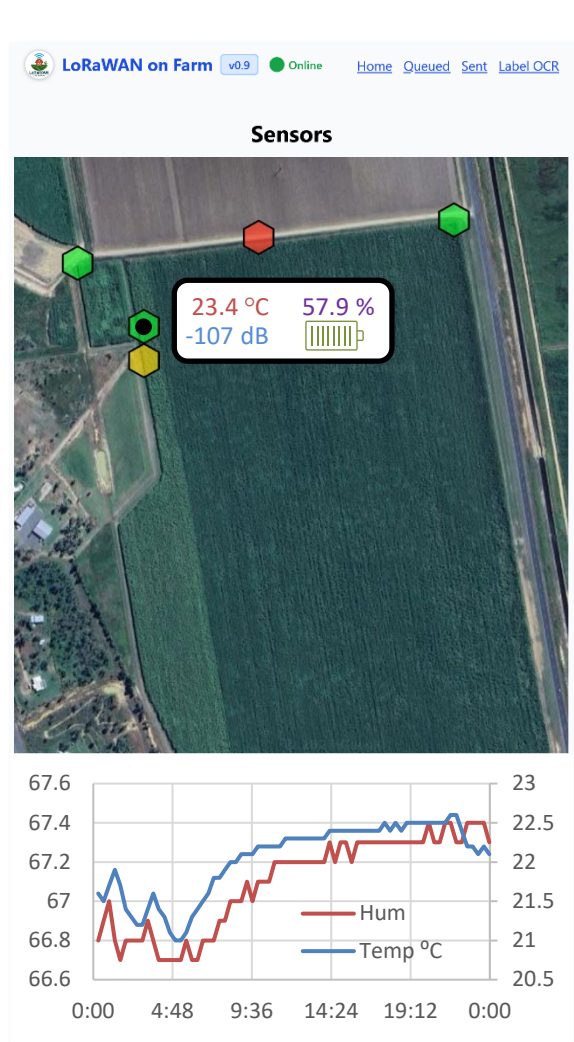 LoRaWAN on Farm v0.9 Online Home Queued Sent Label OCR
Sensors
23.4 °C 57.9 %
-107 dB
67.6
67.4
67.2
67
66.8
66.6
23
22.5
22
21.5
21
20.5
Hum
Temp °C
0:00 4:48 9:36 14:24 19:12 0:00